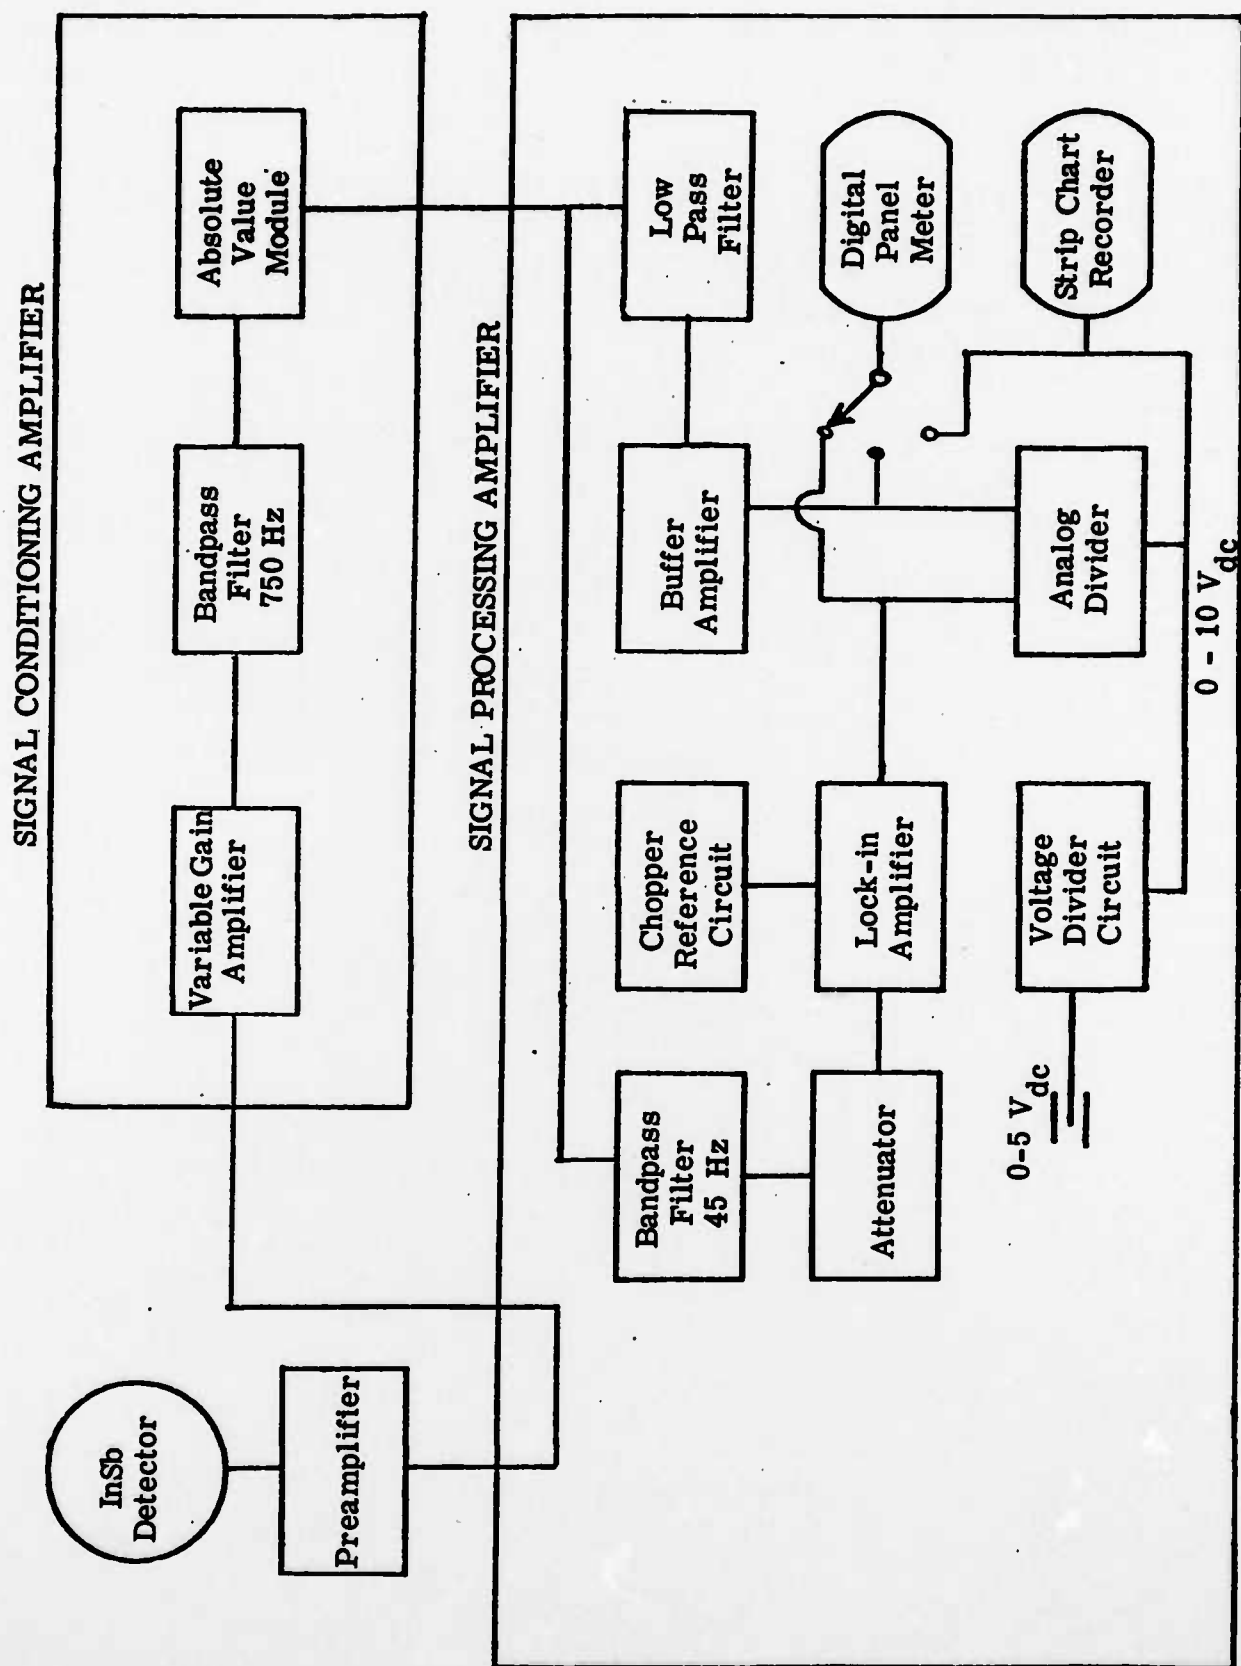 SIGNAL CONDITIONING AMPLIFIER
InSb
Detector
Preamplifier
Variable Gain
Amplifier
Bandpass
Filter
750 Hz
Absolute
Value
Module
SIGNAL PROCESSING AMPLIFIER
Bandpass
Filter
45 Hz
Chopper
Reference
Circuit
Buffer
Amplifier
Low
Pass
Filter
Attenuator
Lock-in
Amplifier
Digital
Panel
Meter
0-5 Vdc
Voltage
Divider
Circuit
Analog
Divider
Strip Chart
Recorder
0 - 10 Vdc